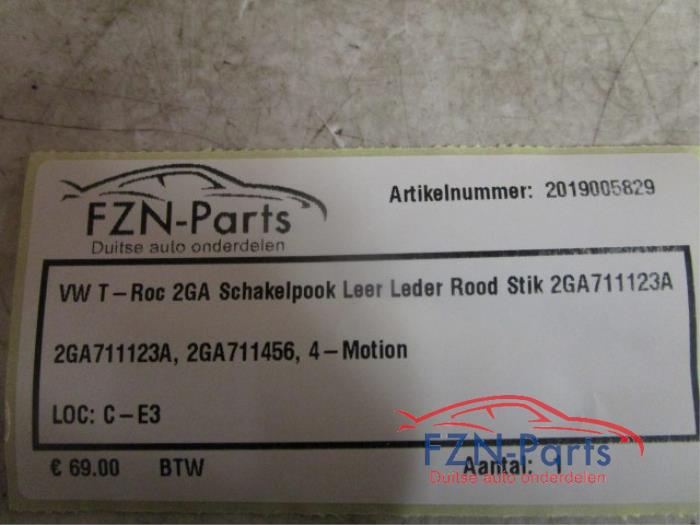 FZN-Parts
Duitse auto onderdelen
Artikelnummer: 2019005829
VW T-Roc 2GA Schakelpook Leer Leder Rood Stik 2GA711123A
2GA711123A, 2GA711456, 4-Motion
LOC: C-E3
€ 69.00 BTW Aantal: 1
FZN-Parts
Duitse auto onderdelen